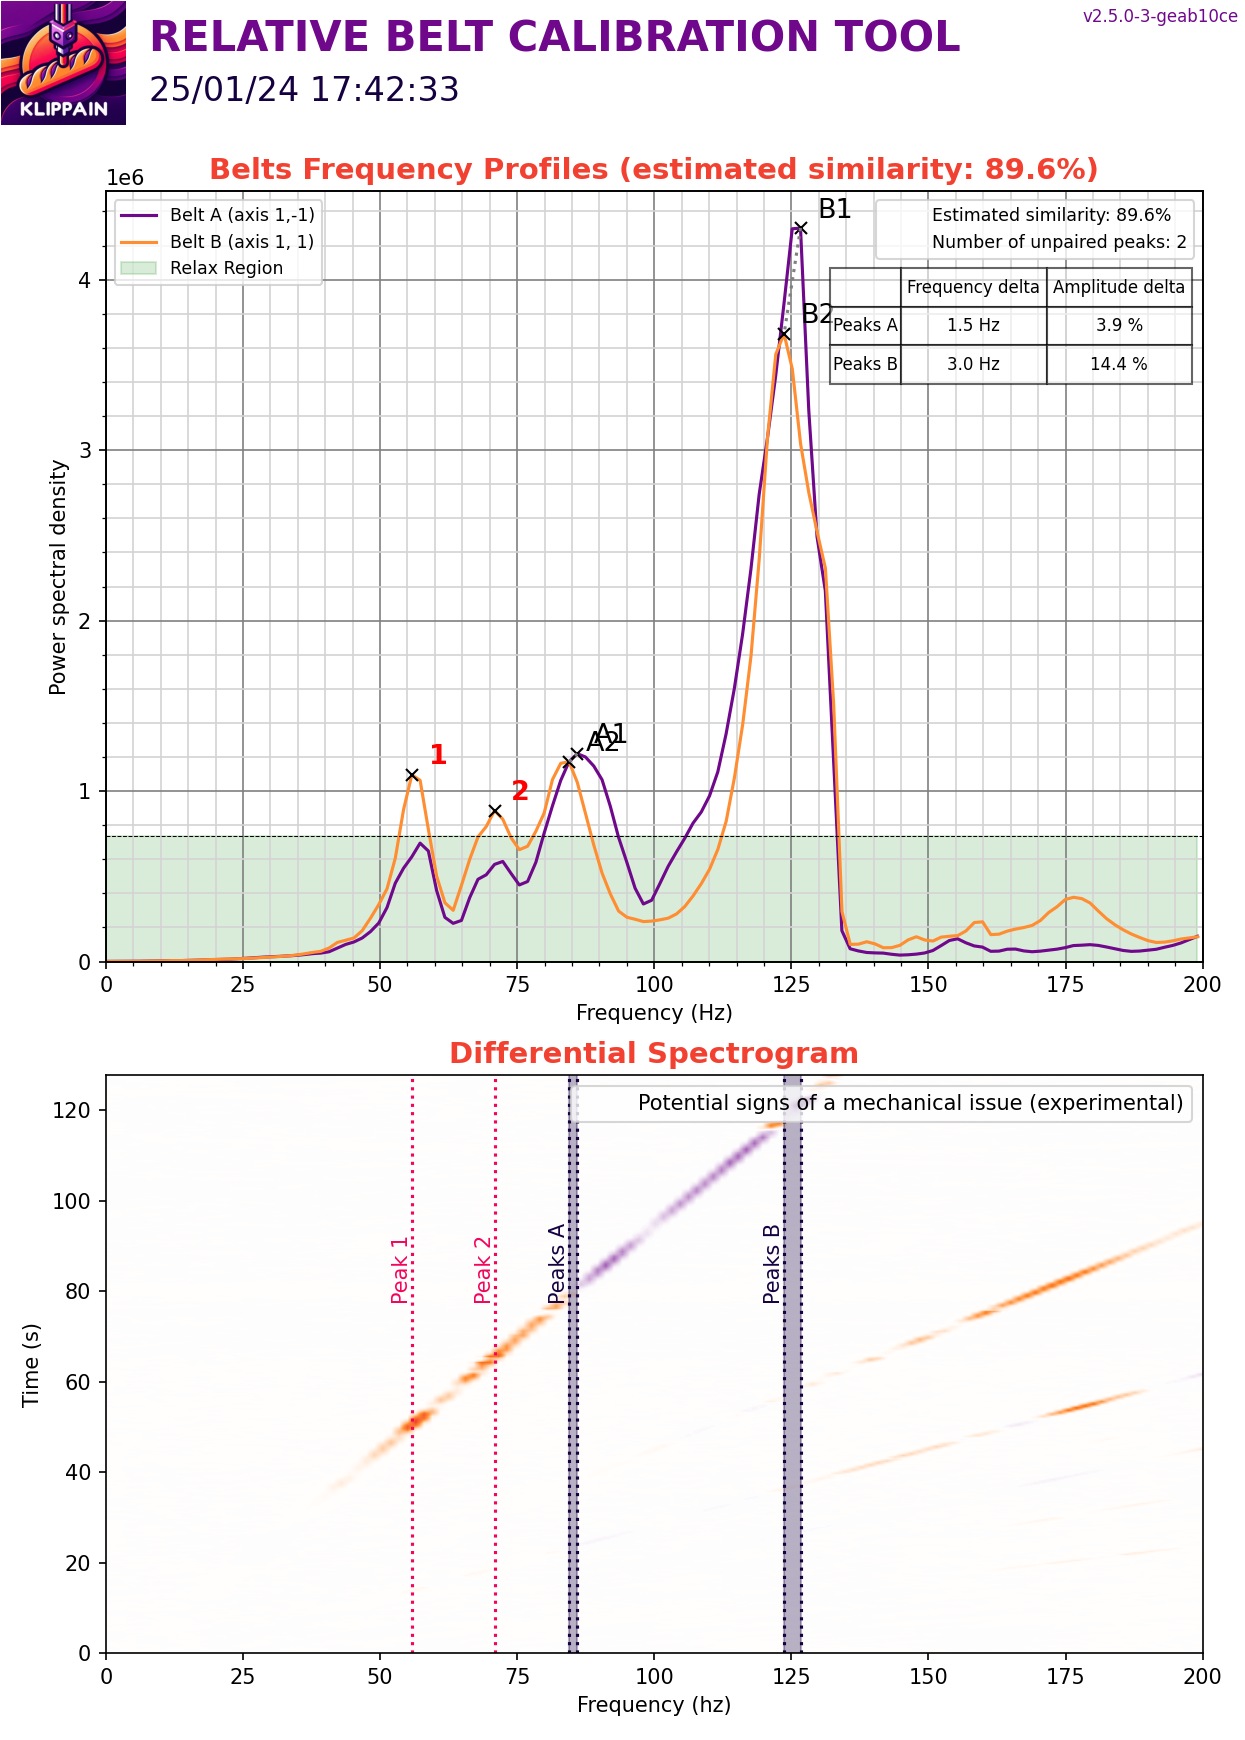 v2.5.0-3-geab10ce
RELATIVE BELT CALIBRATION TOOL
25/01/24 17:42:33
KLIPPAIN
Belts Frequency Profiles (estimated similarity: 89.6%)
1e6
Belt A (axis 1,-1)
Belt B (axis 1, 1)
Relax Region
Estimated similarity: 89.6%
Number of unpaired peaks: 2
Frequency delta Amplitude delta
Peaks A 1.5 Hz 3.9 %
Peaks B 3.0 Hz 14.4 %
B1
B2
A1
A2
1
2
Power spectral density
4
3
2
1
0
0 25 50 75 100 125 150 175 200
Frequency (Hz)
Differential Spectrogram
Potential signs of a mechanical issue (experimental)
Peak 1
Peak 2
Peaks A
Peaks B
Time (s)
120
100
80
60
40
20
0
0 25 50 75 100 125 150 175 200
Frequency (hz)